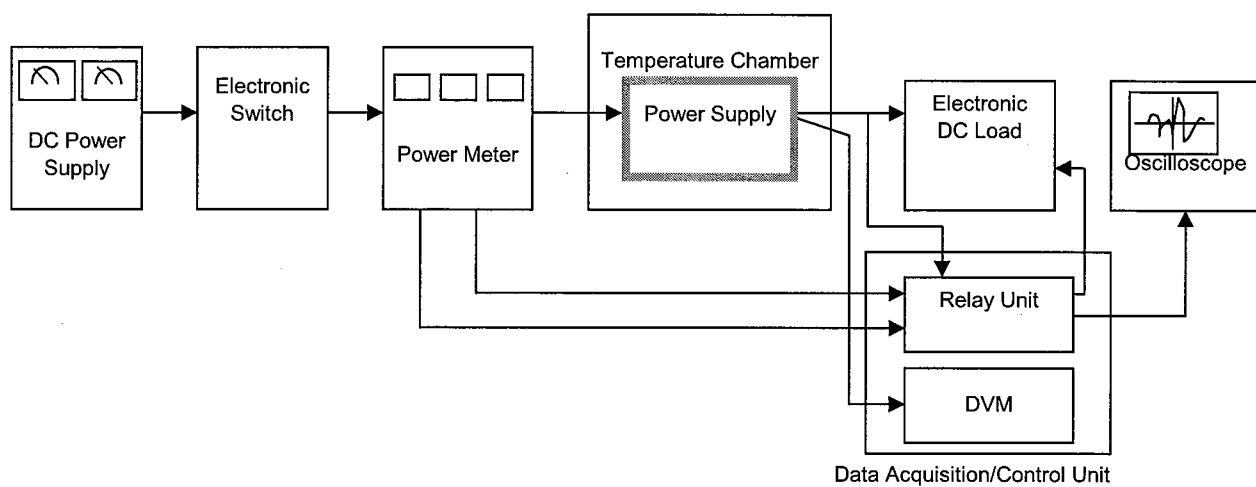 DC Power
Supply
Electronic
Switch
Power Meter
Temperature Chamber
Power Supply
Electronic
DC Load
Oscilloscope
Relay Unit
DVM
Data Acquisition/Control Unit